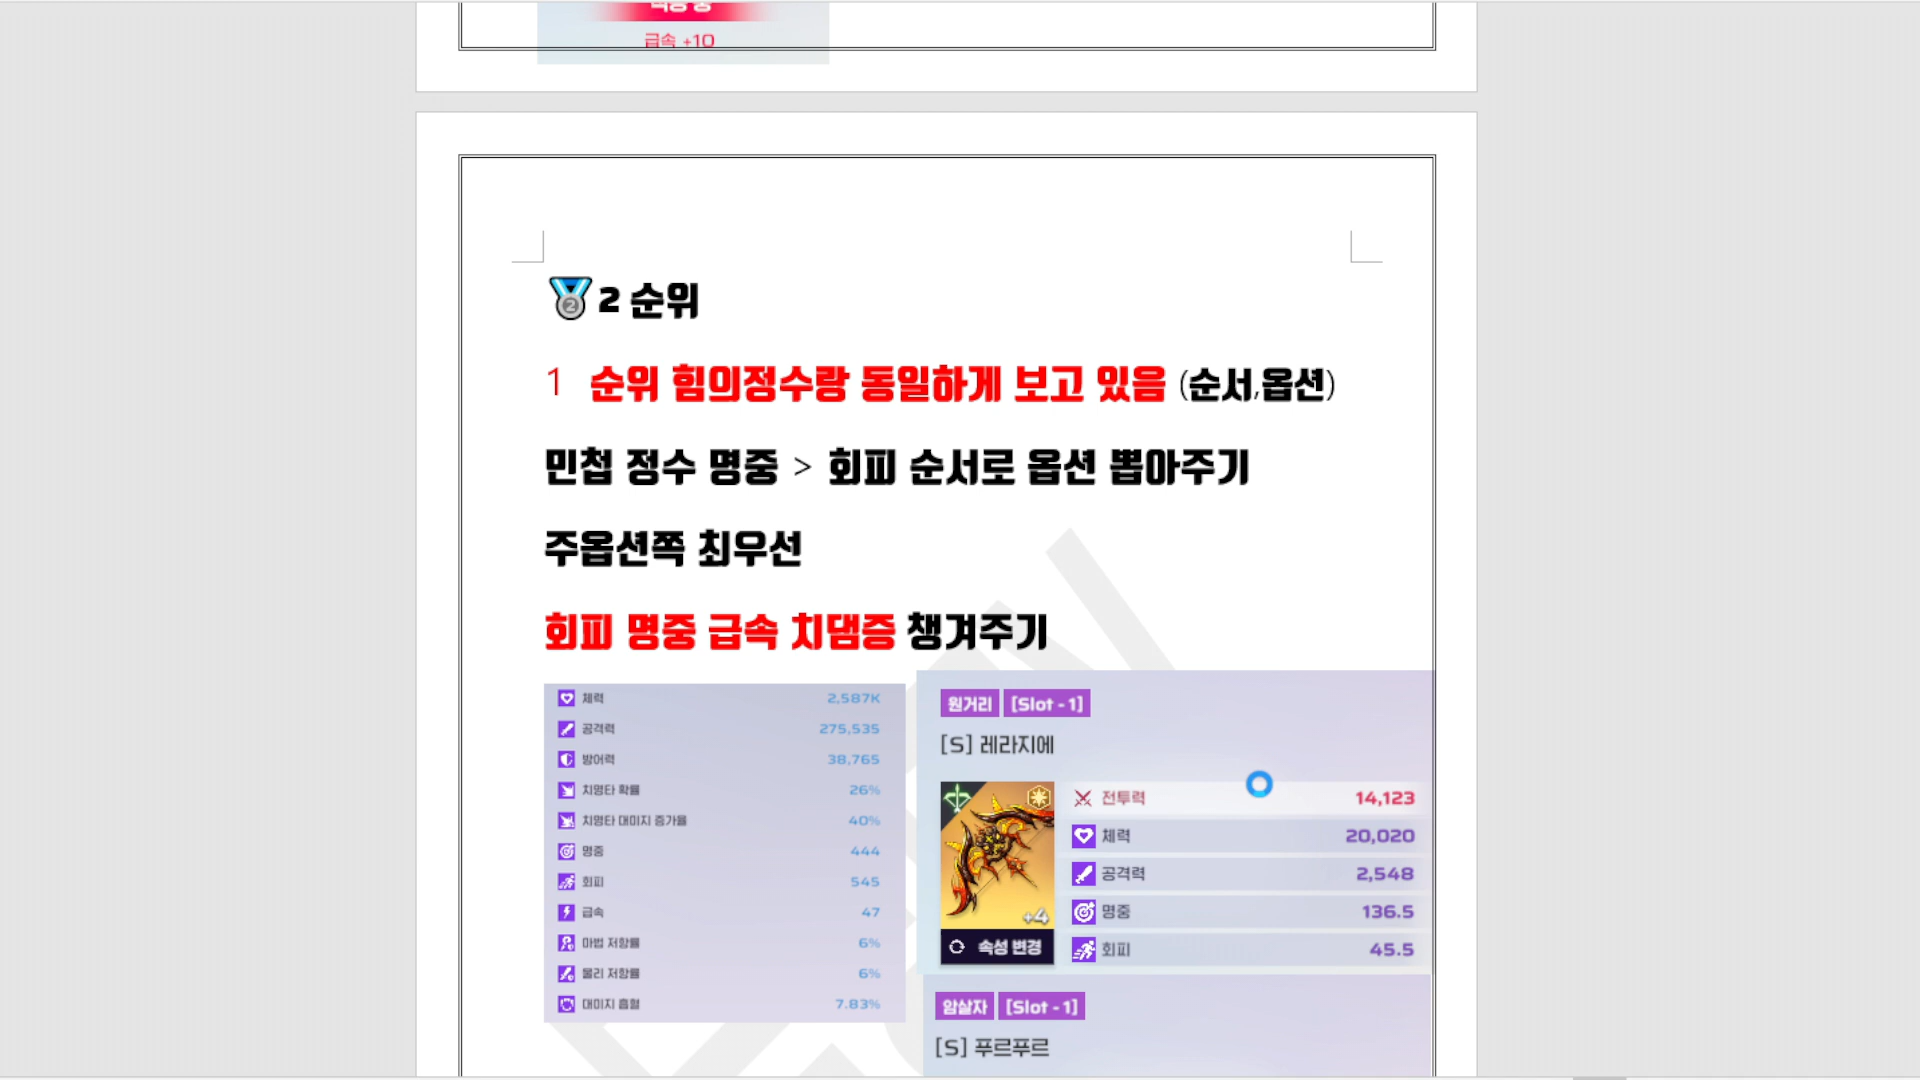 급속 +10
2 순위
1 순위 힘의정수랑 동일하게 보고 있음 (순서,옵션)
민첩 정수 명중 > 회피 순서로 옵션 뽑아주기
주옵션쪽 최우선
회피 명중 급속 치댐증 챙겨주기
체력 2,587K
공격력 275,535
방어력 38,765
치명타 확률 26%
치명타 대미지 증가율 40%
명중 444
회피 545
급속 47
마법 저항률 6%
물리 저항률 6%
대미지 흡혈 7.83%
원거리 [Slot - 1]
[S] 레라지에
+4
속성 변경
전투력 14,123
체력 20,020
공격력 2,548
명중 136.5
회피 45.5
암살자 [Slot - 1]
[S] 푸르푸르